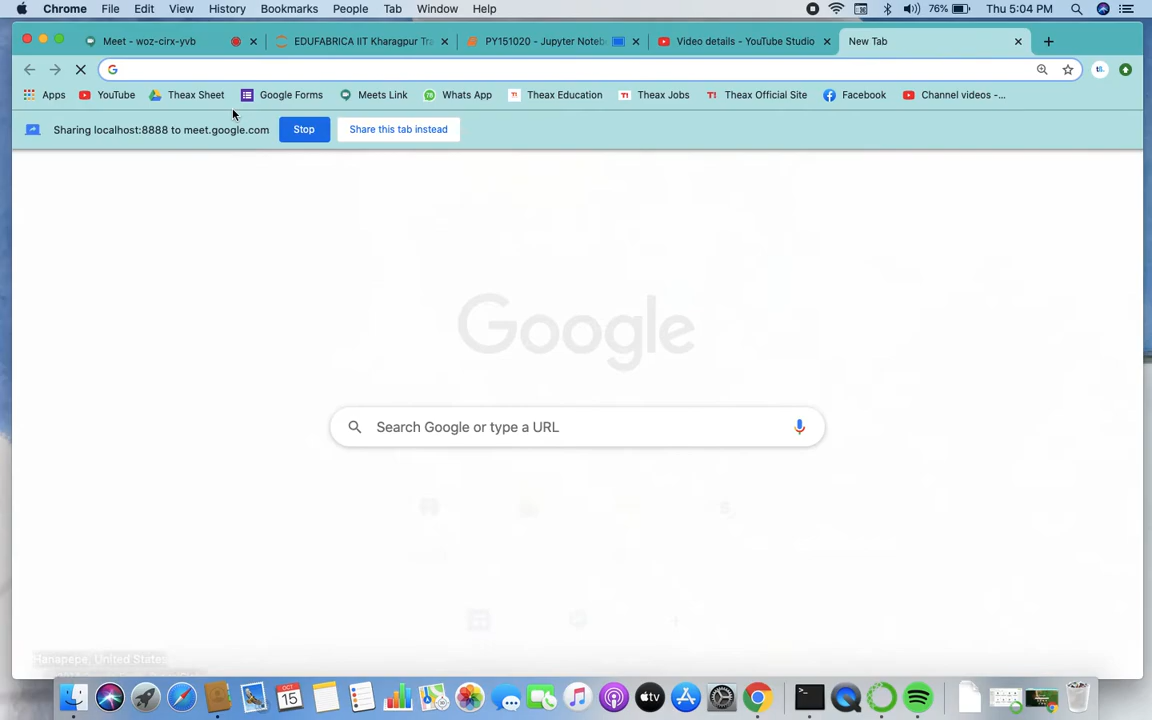 Chrome File Edit View History Bookmarks People Tab Window Help 76% Thu 5:04 PM
Meet - woz-cirx-yvb EDUFABRICA IIT Kharagpur Tra PY151020 - Jupyter Noteb Video details - YouTube Studio New Tab
Apps YouTube Theax Sheet Google Forms Meets Link Whats App Theax Education Theax Jobs Theax Official Site Facebook Channel videos -...
Sharing localhost:8888 to meet.google.com Stop Share this tab instead
Google
Search Google or type a URL
Hanapepe, United States
OCT
15
tv